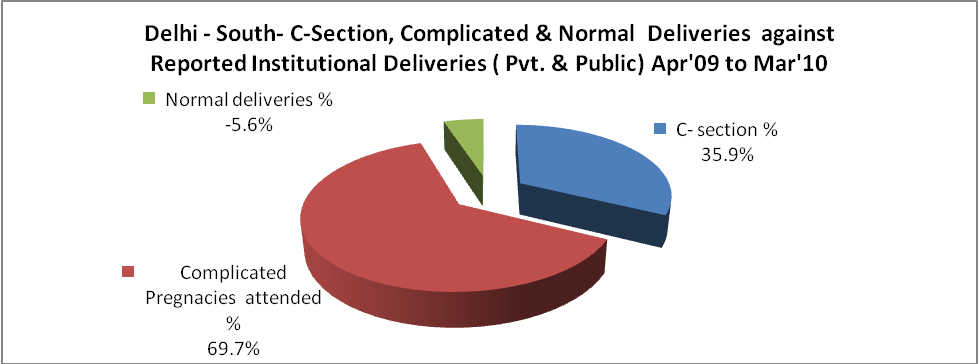 Delhi - South- C-Section, Complicated & Normal  Deliveries  against
Reported Institutional Deliveries ( Pvt. & Public) Apr'09 to Mar'10
Normal deliveries %
-5.6%
C- section %
35.9%
Complicated
Pregnacies  attended
%
69.7%